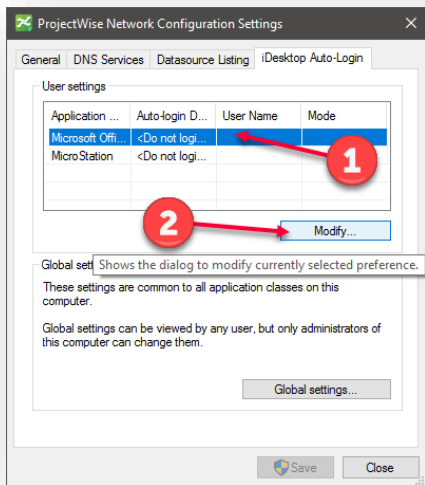 ProjectWise Network Configuration Settings
General DNS Services Datasource Listing iDesktop Auto-Login
User settings
Application ... Auto-login D... User Name Mode
Microsoft Offi... <Do not logi...
MicroStation <Do not logi...
1
2
Modify...
Global sett
Shows the dialog to modify currently selected preference.
These settings are common to all application classes on this
computer.
Global settings can be viewed by any user, but only administrators of
this computer can change them.
Global settings...
Save Close